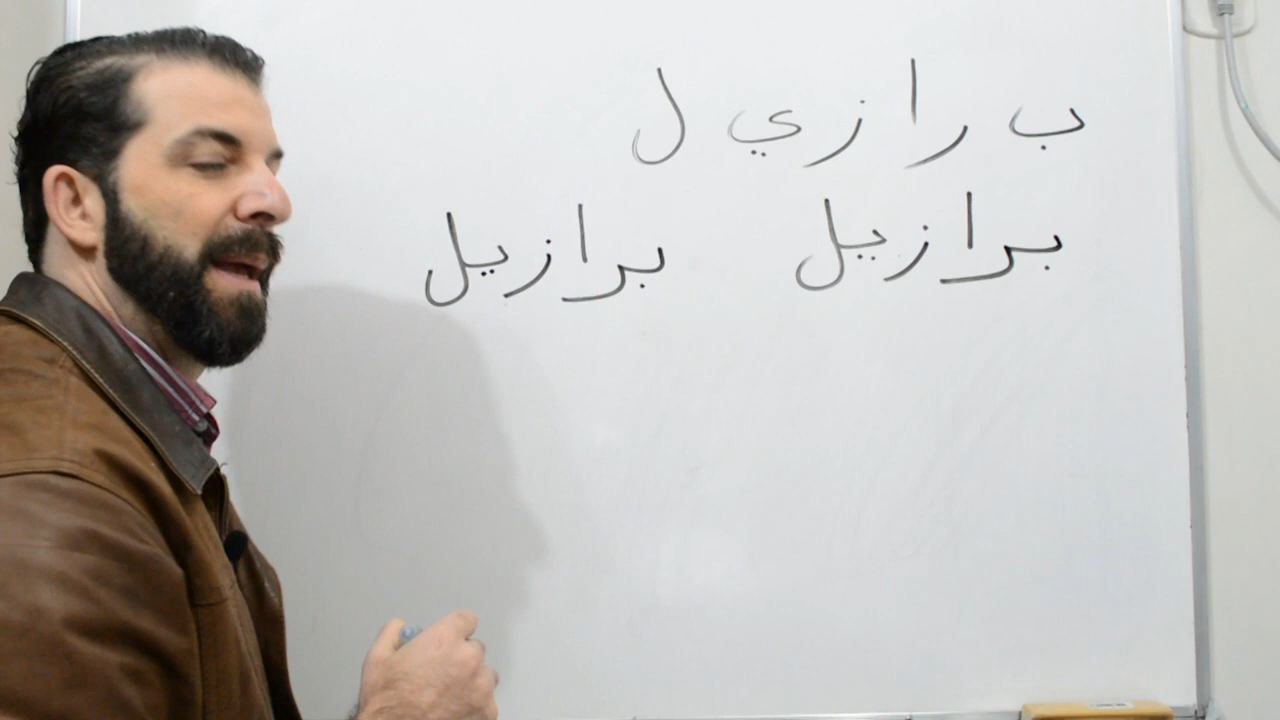 ب ر ا ز ي ل
برازيل برازيل